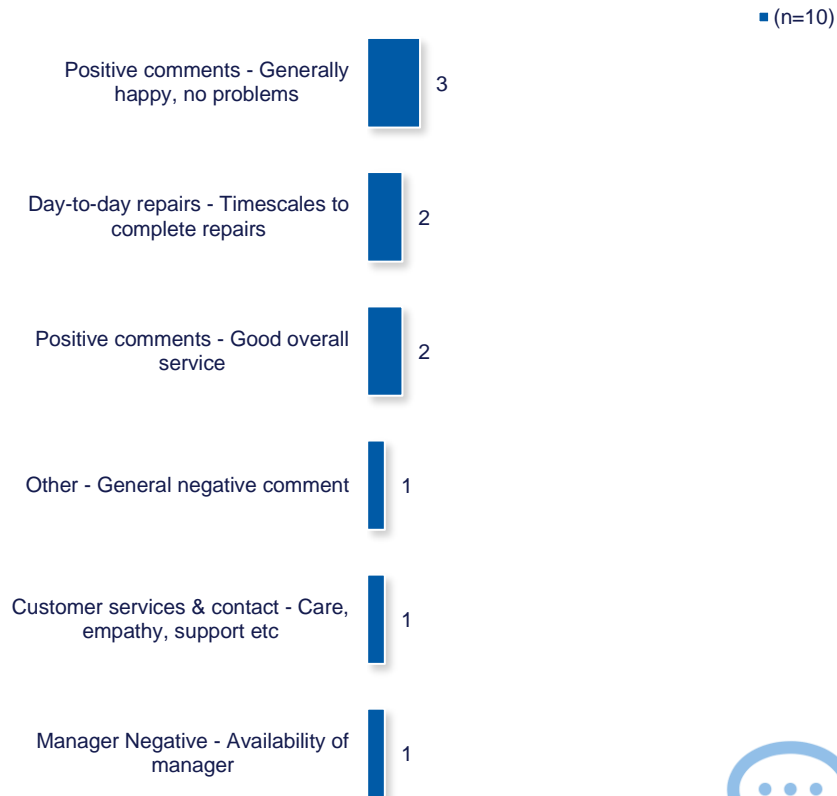 (n=10)
Positive comments - Generally
happy, no problems
3
Day-to-day repairs - Timescales to
complete repairs
2
Positive comments - Good overall
service
2
Other - General negative comment
1
Customer services & contact - Care,
empathy, support etc
1
Manager Negative - Availability of
manager
1